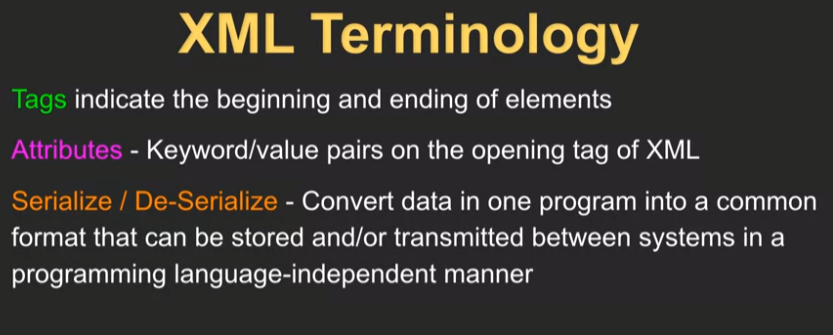 XML Terminology
Tags indicate the beginning and ending of elements
Attributes - Keyword/value pairs on the opening tag of XML
Serialize / De-Serialize - Convert data in one program into a common
format that can be stored and/or transmitted between systems in a
programming language-independent manner